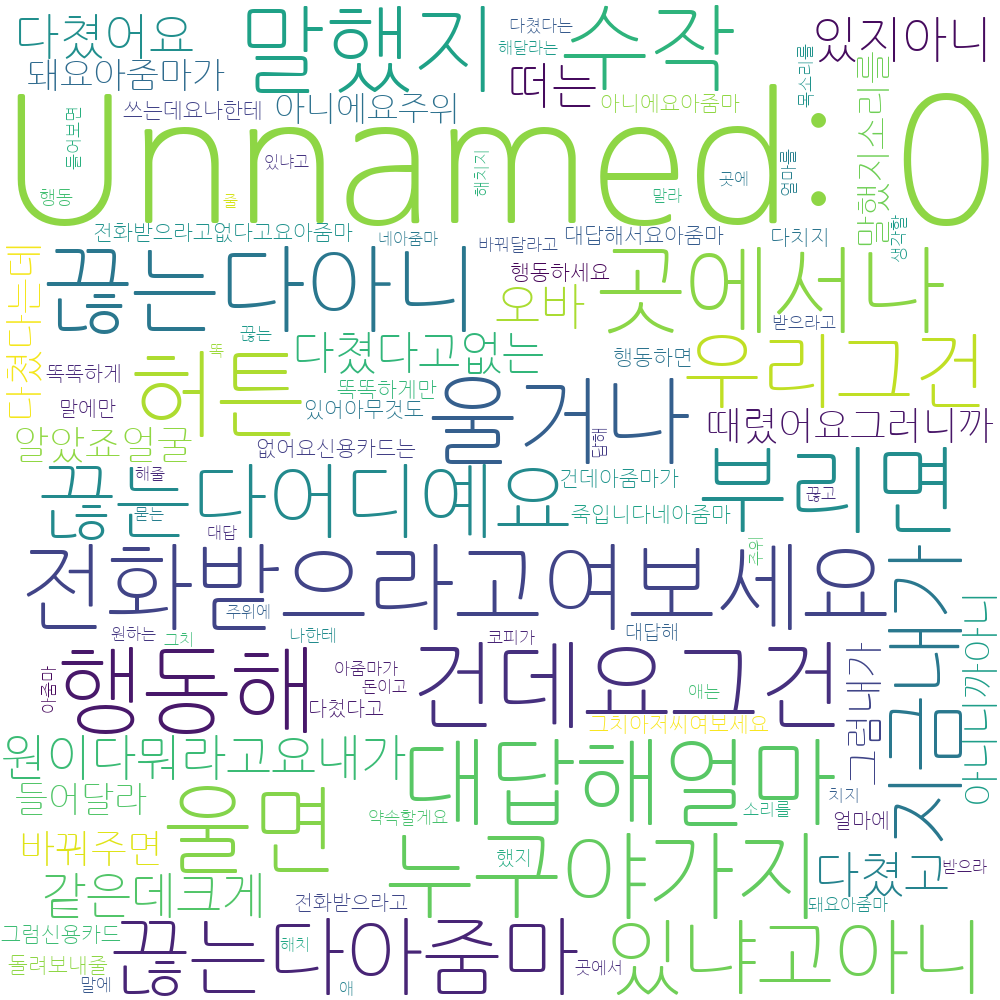 다쳤어요
말했지
다쳤다는
해달라는
수작
있지아니
돼요아줌마가
떠는
목소리를
쓰는데요나한테
아니에요주위
아니에요아줌마
Unnamed: 0
들어보면
있냐고
해치지
얼마를
말했지소리를
행동
줄
곳에
말라
전화받으라고없다고요아줌마
네아줌마
바꿔달라고
대답해서요아줌마
다치지
생각할
다쳤다는데
끊는다아니
행동하세요
오바
곳에서나
받으라고
끊는
다쳤다고없는
똑
허튼
행동하면
우리그건
똑똑하게
똑똑하게만
울거나
말에만
있어아무것도
때렸어요그러니까
알았죠얼굴
없어요신용카드는
답해
해줄
끊는다어디예요
건데아줌마가
부리면
끊고
묻는
죽입니다네아줌마
대답
주위
전화받으라고여보세요
지금내가
주위에
원하는
그치
나한테
코피가
대답해
아니니까아니
행동해
아줌마
아줌마가
돈이고
건데요그건
그럼내가
다쳤다고
애는
그치아저씨여보세요
원이다뭐라고요내가
대답해얼마
들어달라
울면
약속할게요
소리를
치지
얼마에
바꿔주면
누구야가지
했지
다쳤고
받으라
같은데크게
전화받으라고
돼요아줌마
그럼신용카드
끊는다아줌마
있냐고아니
해치
돌려보내줄
곳에서
말에
애